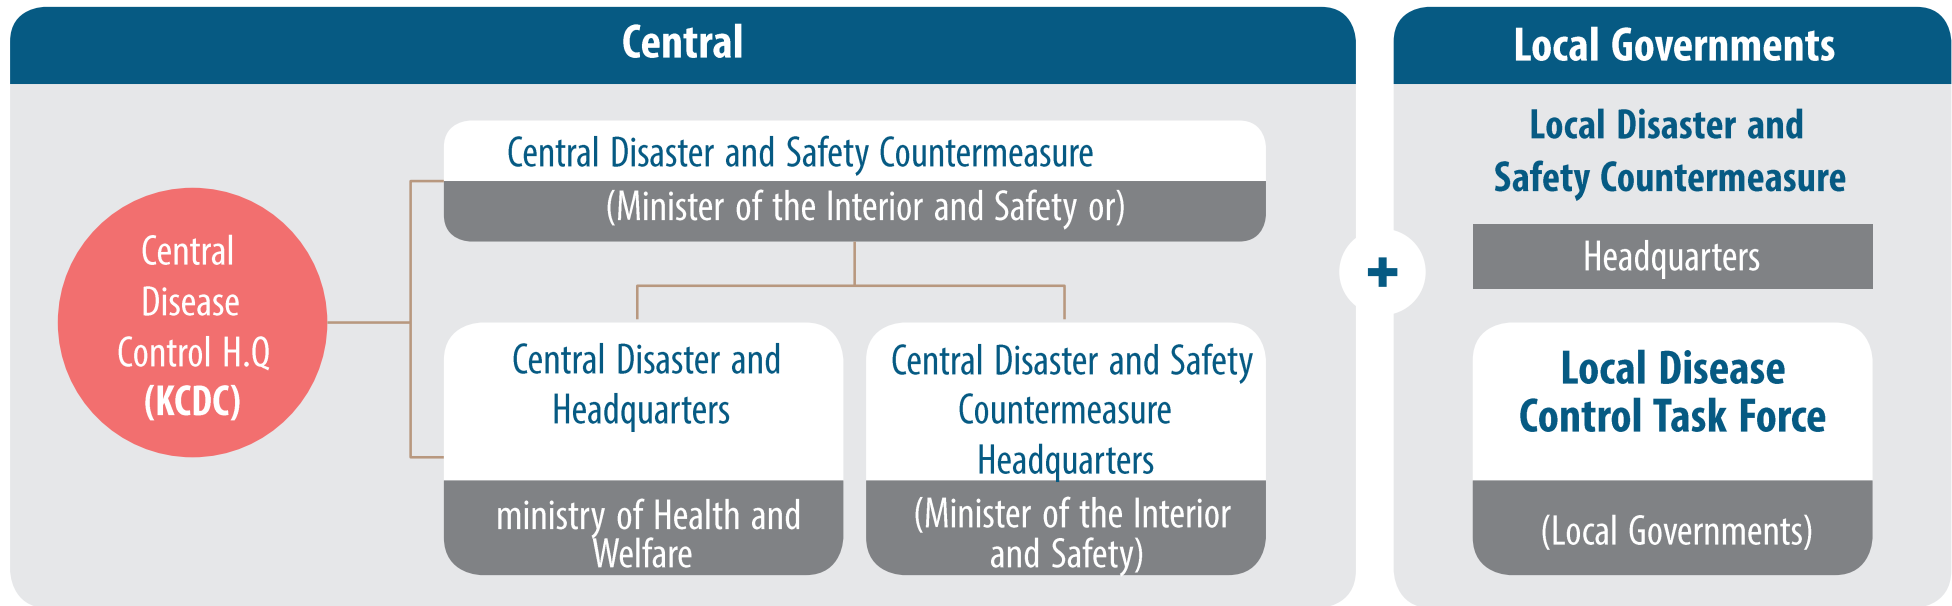 Central
Central
Disease
Control H.Q
(KCDC)
Central Disaster and Safety Countermeasure
(Minister of the Interior and Safety or)
Central Disaster and
Headquarters
ministry of Health and
Welfare
Central Disaster and Safety
Countermeasure
Headquarters
(Minister of the Interior
and Safety)
+
Local Governments
Local Disaster and
Safety Countermeasure
Headquarters
Local Disease
Control Task Force
(Local Governments)